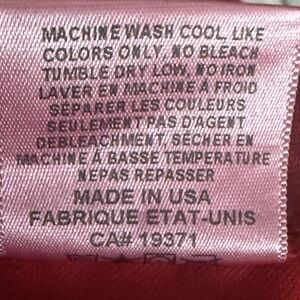 MACHINE WASH COOL, LIKE
COLORS ONLY, NO BLEACH
TUMBLE DRY LOW, NO IRON
LAVER EN MACHINE A FROID
SÉPARER LES COULEURS
SEULEMENT PAS D'AGENT
DEBLEACHMENT, SÉCHER EN
MACHINE À BASSE TEMPERATURE
NEPAS REPASSER
MADE IN USA
FABRIQUE ETAT-UNIS
CA# 19371